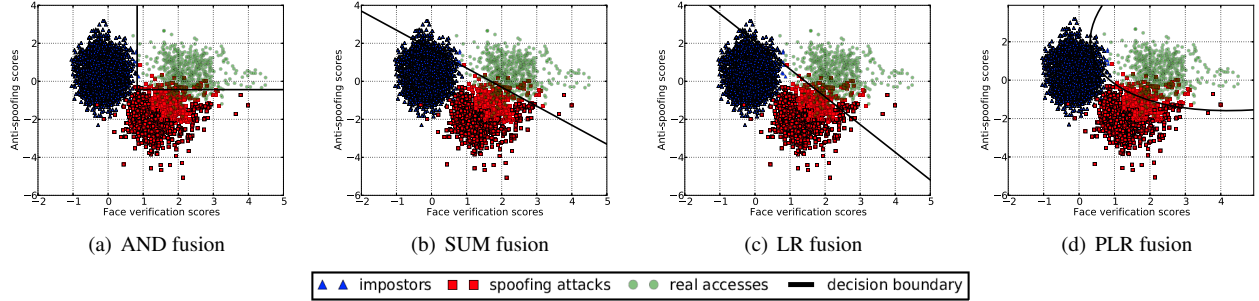 4
2
0
−2
−4
−6
Anti-spoofing scores
−2 −1 0 1 2 3 4 5
Face verification scores
(a) AND fusion
4
2
0
−2
−4
−6
Anti-spoofing scores
−2 −1 0 1 2 3 4 5
Face verification scores
(b) SUM fusion
4
2
0
−2
−4
−6
Anti-spoofing scores
−2 −1 0 1 2 3 4 5
Face verification scores
(c) LR fusion
2
0
−2
−4
−6
Anti-spoofing scores
−2 −1 0 1 2 3 4
Face verification scores
(d) PLR fusion
impostors spoofing attacks real accesses decision boundary